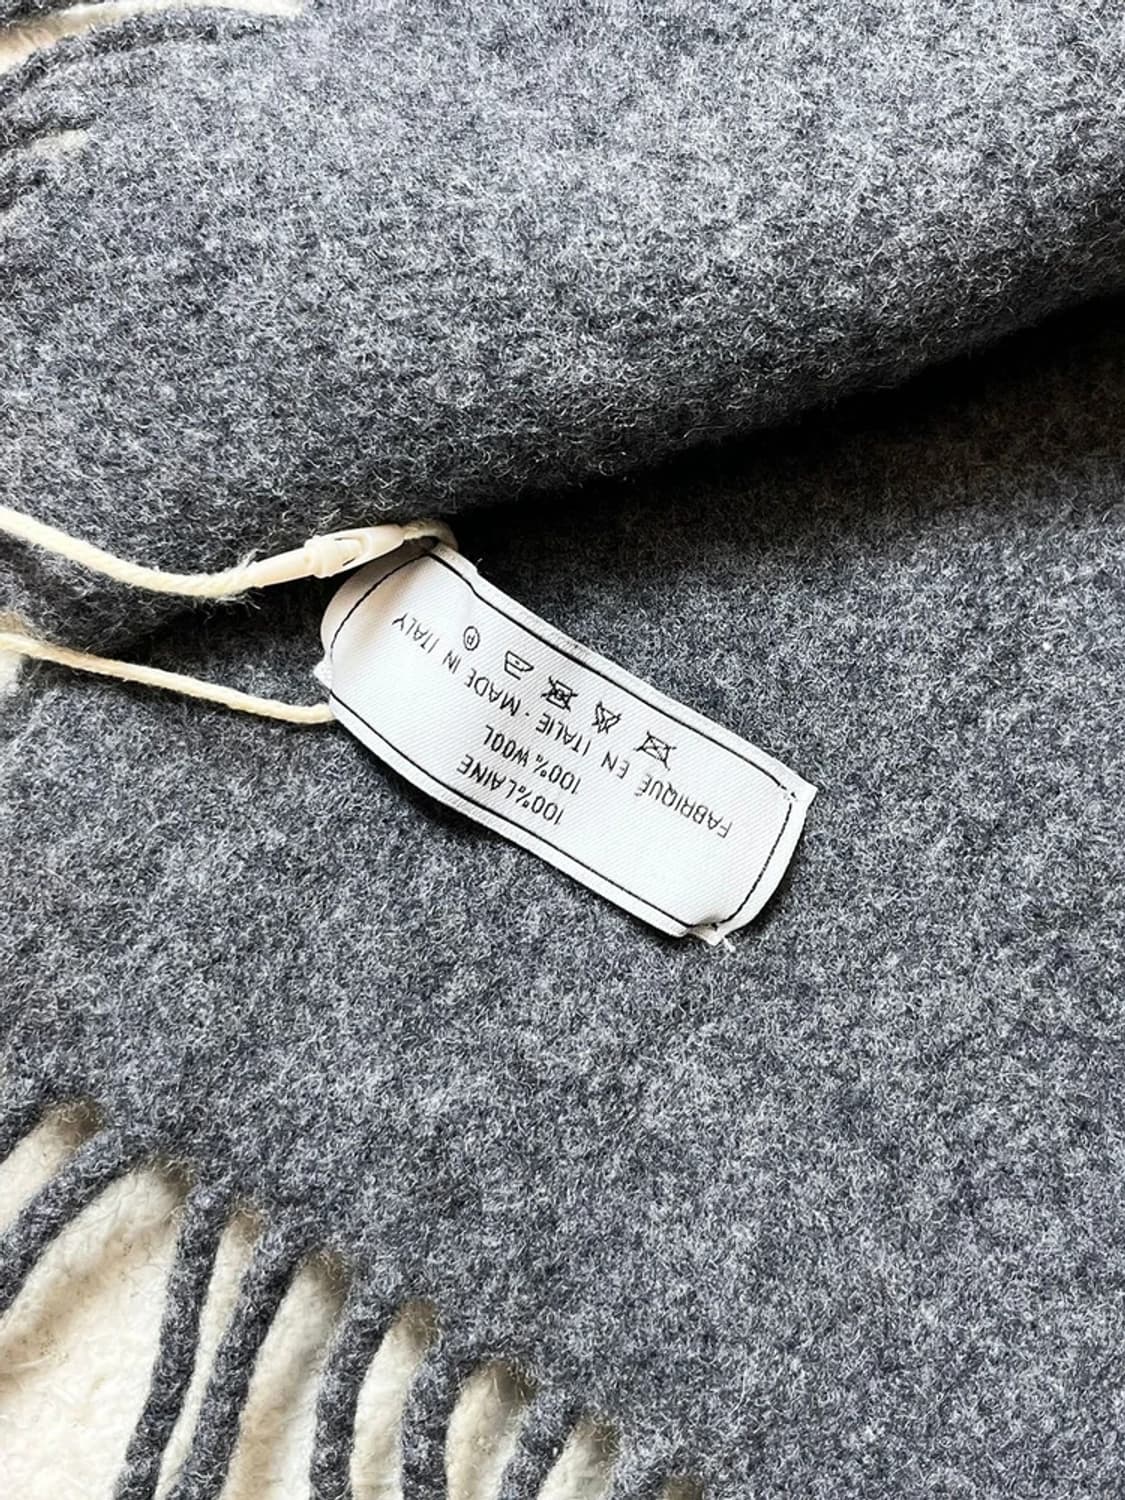 100% LAINE
100% WOOL
FABRIQUÉ EN ITALIE · MADE IN ITALY
P